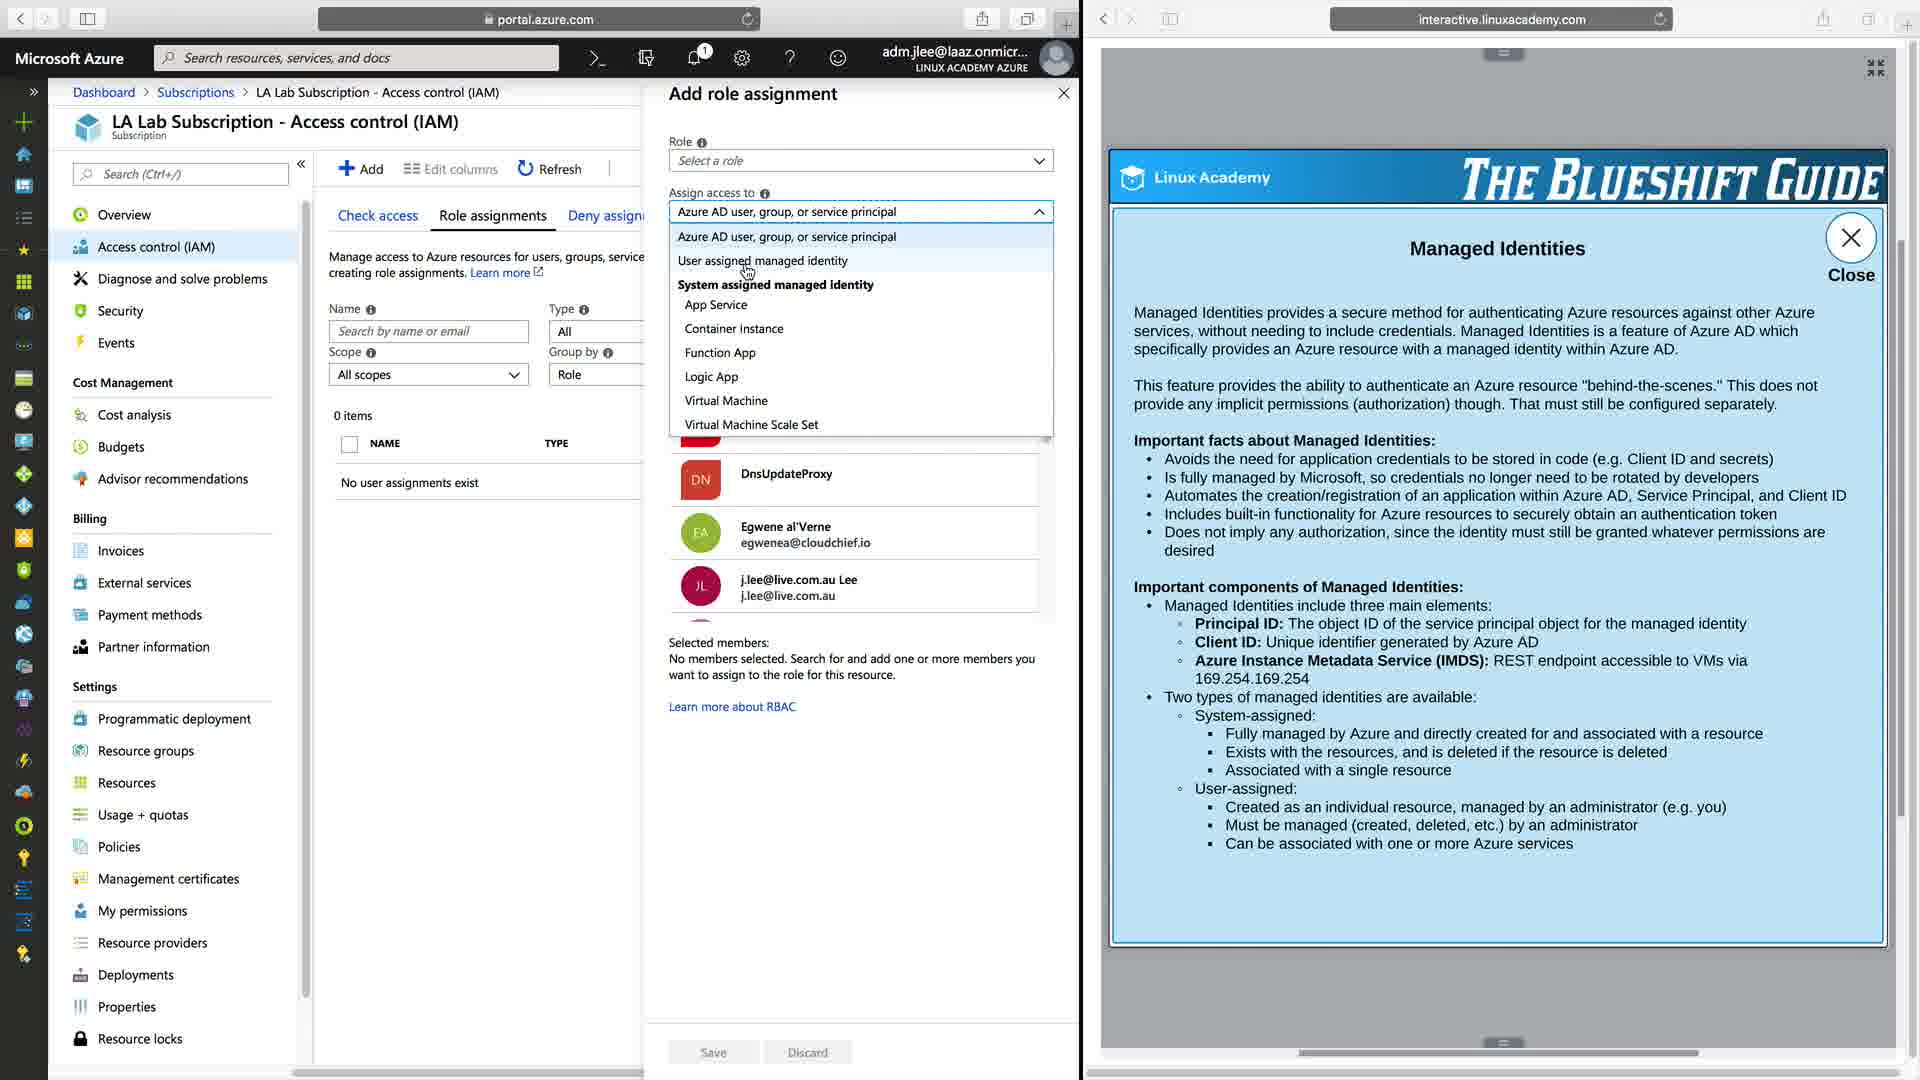 portal.azure.com
Microsoft Azure
Search resources, services, and docs
1
adm.jlee@laaz.onmicr...
LINUX ACADEMY AZURE
Dashboard > Subscriptions > LA Lab Subscription - Access control (IAM)
LA Lab Subscription - Access control (IAM)
Subscription
Search (Ctrl+/)
Overview
Access control (IAM)
Diagnose and solve problems
Security
Events
Cost Management
Cost analysis
Budgets
Advisor recommendations
Billing
Invoices
External services
Payment methods
Partner information
Settings
Programmatic deployment
Resource groups
Resources
Usage + quotas
Policies
Management certificates
My permissions
Resource providers
Deployments
Properties
Resource locks
Add
Edit columns
Refresh
Check access
Role assignments
Deny assign
Manage access to Azure resources for users, groups, service
creating role assignments. Learn more
Name
Type
Search by name or email
All
Scope
Group by
All scopes
Role
0 items
NAME
TYPE
No user assignments exist
Add role assignment
Role
Select a role
Assign access to
Azure AD user, group, or service principal
Azure AD user, group, or service principal
User assigned managed identity
System assigned managed identity
App Service
Container Instance
Function App
Logic App
Virtual Machine
Virtual Machine Scale Set
DN
DnsUpdateProxy
EA
Egwene al'Verne
egwenea@cloudchief.io
JL
j.lee@live.com.au Lee
j.lee@live.com.au
Selected members:
No members selected. Search for and add one or more members you
want to assign to the role for this resource.
Learn more about RBAC
Save
Discard
interactive.linuxacademy.com
Linux Academy
THE BLUESHIFT GUIDE
Managed Identities
Close
Managed Identities provides a secure method for authenticating Azure resources against other Azure
services, without needing to include credentials. Managed Identities is a feature of Azure AD which
specifically provides an Azure resource with a managed identity within Azure AD.
This feature provides the ability to authenticate an Azure resource "behind-the-scenes." This does not
provide any implicit permissions (authorization) though. That must still be configured separately.
Important facts about Managed Identities:
• Avoids the need for application credentials to be stored in code (e.g. Client ID and secrets)
• Is fully managed by Microsoft, so credentials no longer need to be rotated by developers
• Automates the creation/registration of an application within Azure AD, Service Principal, and Client ID
• Includes built-in functionality for Azure resources to securely obtain an authentication token
• Does not imply any authorization, since the identity must still be granted whatever permissions are
desired
Important components of Managed Identities:
• Managed Identities include three main elements:
◦ Principal ID: The object ID of the service principal object for the managed identity
◦ Client ID: Unique identifier generated by Azure AD
◦ Azure Instance Metadata Service (IMDS): REST endpoint accessible to VMs via
169.254.169.254
• Two types of managed identities are available:
◦ System-assigned:
▪ Fully managed by Azure and directly created for and associated with a resource
▪ Exists with the resources, and is deleted if the resource is deleted
▪ Associated with a single resource
◦ User-assigned:
▪ Created as an individual resource, managed by an administrator (e.g. you)
▪ Must be managed (created, deleted, etc.) by an administrator
▪ Can be associated with one or more Azure services